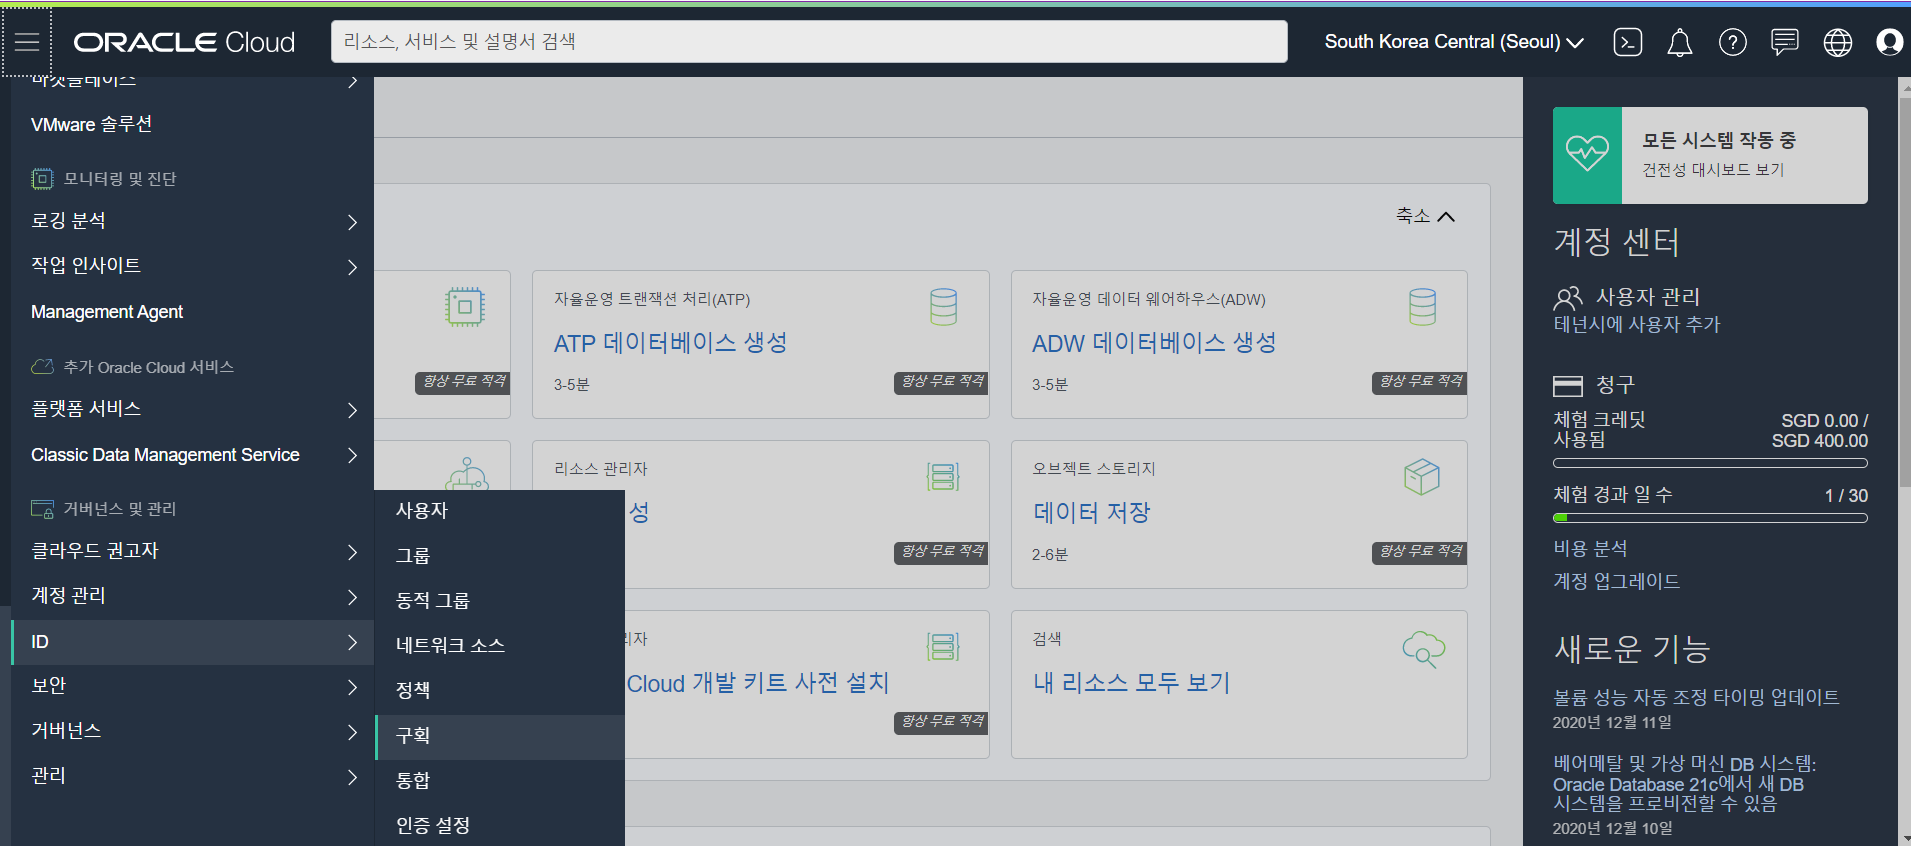 ORACLE Cloud
리소스, 서비스 및 설명서 검색
South Korea Central (Seoul)
마켓플레이스
VMware 솔루션
모니터링 및 진단
로깅 분석
작업 인사이트
Management Agent
추가 Oracle Cloud 서비스
플랫폼 서비스
Classic Data Management Service
거버넌스 및 관리
클라우드 권고자
계정 관리
ID
보안
거버넌스
관리
사용자
그룹
동적 그룹
네트워크 소스
정책
구획
통합
인증 설정
축소
항상 무료 적격
자율운영 트랜잭션 처리(ATP)
ATP 데이터베이스 생성
3-5분
항상 무료 적격
자율운영 데이터 웨어하우스(ADW)
ADW 데이터베이스 생성
3-5분
항상 무료 적격
리소스 관리자
성
항상 무료 적격
오브젝트 스토리지
데이터 저장
2-6분
항상 무료 적격
리자
Cloud 개발 키트 사전 설치
항상 무료 적격
검색
내 리소스 모두 보기
모든 시스템 작동 중
건전성 대시보드 보기
계정 센터
사용자 관리
테넌시에 사용자 추가
청구
체험 크레딧 사용됨
SGD 0.00 /
SGD 400.00
체험 경과 일 수
1 / 30
비용 분석
계정 업그레이드
새로운 기능
볼륨 성능 자동 조정 타이밍 업데이트
2020년 12월 11일
베어메탈 및 가상 머신 DB 시스템:
Oracle Database 21c에서 새 DB
시스템을 프로비전할 수 있음
2020년 12월 10일